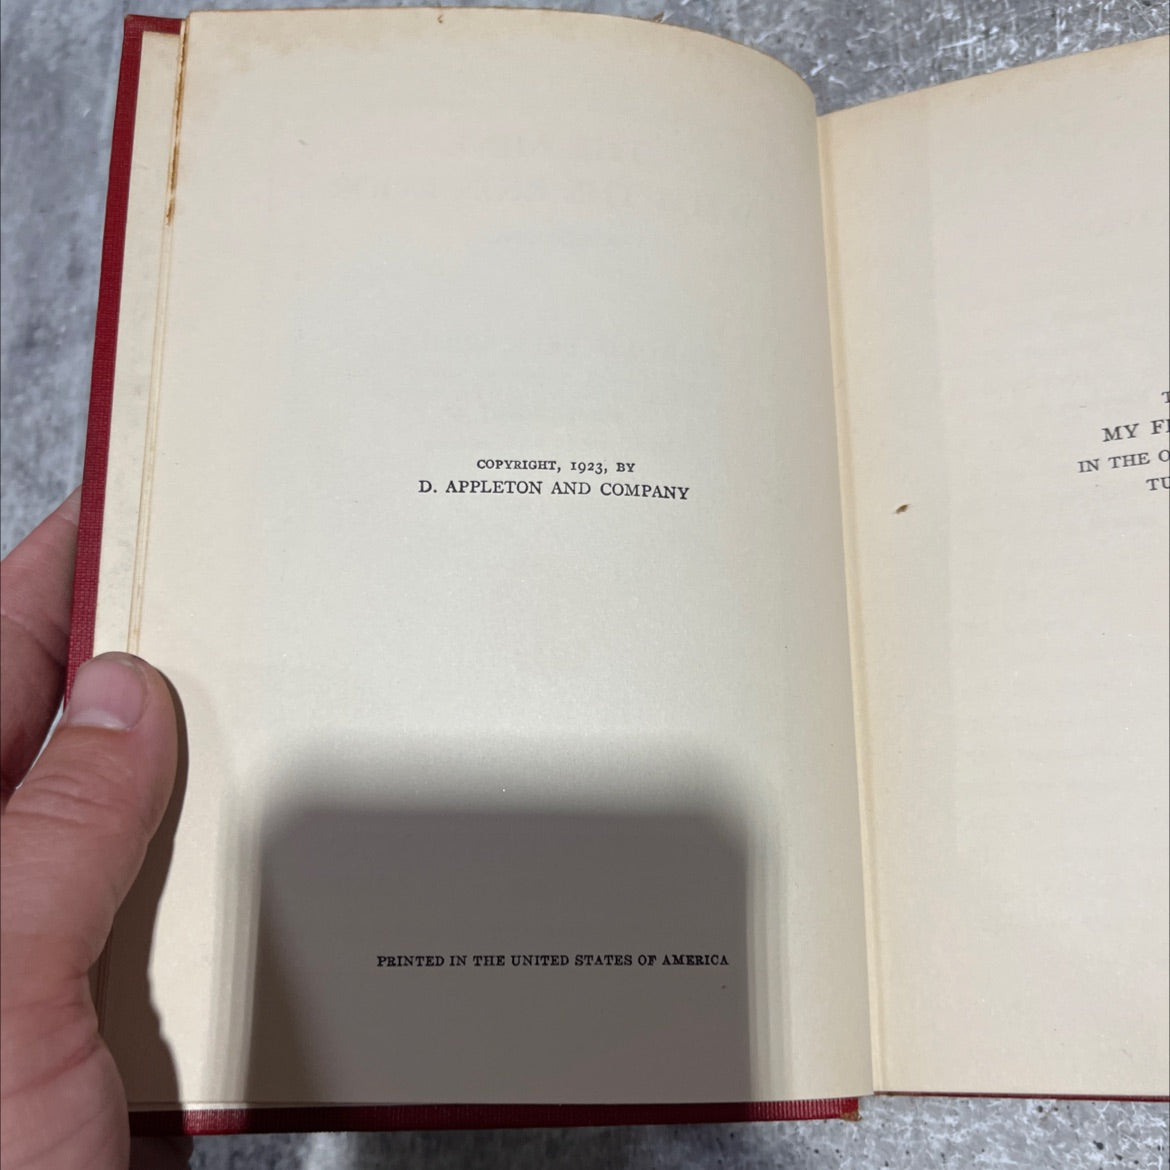 COPYRIGHT, 1923, BY
D. APPLETON AND COMPANY
PRINTED IN THE UNITED STATES OF AMERICA
MY
IN THE